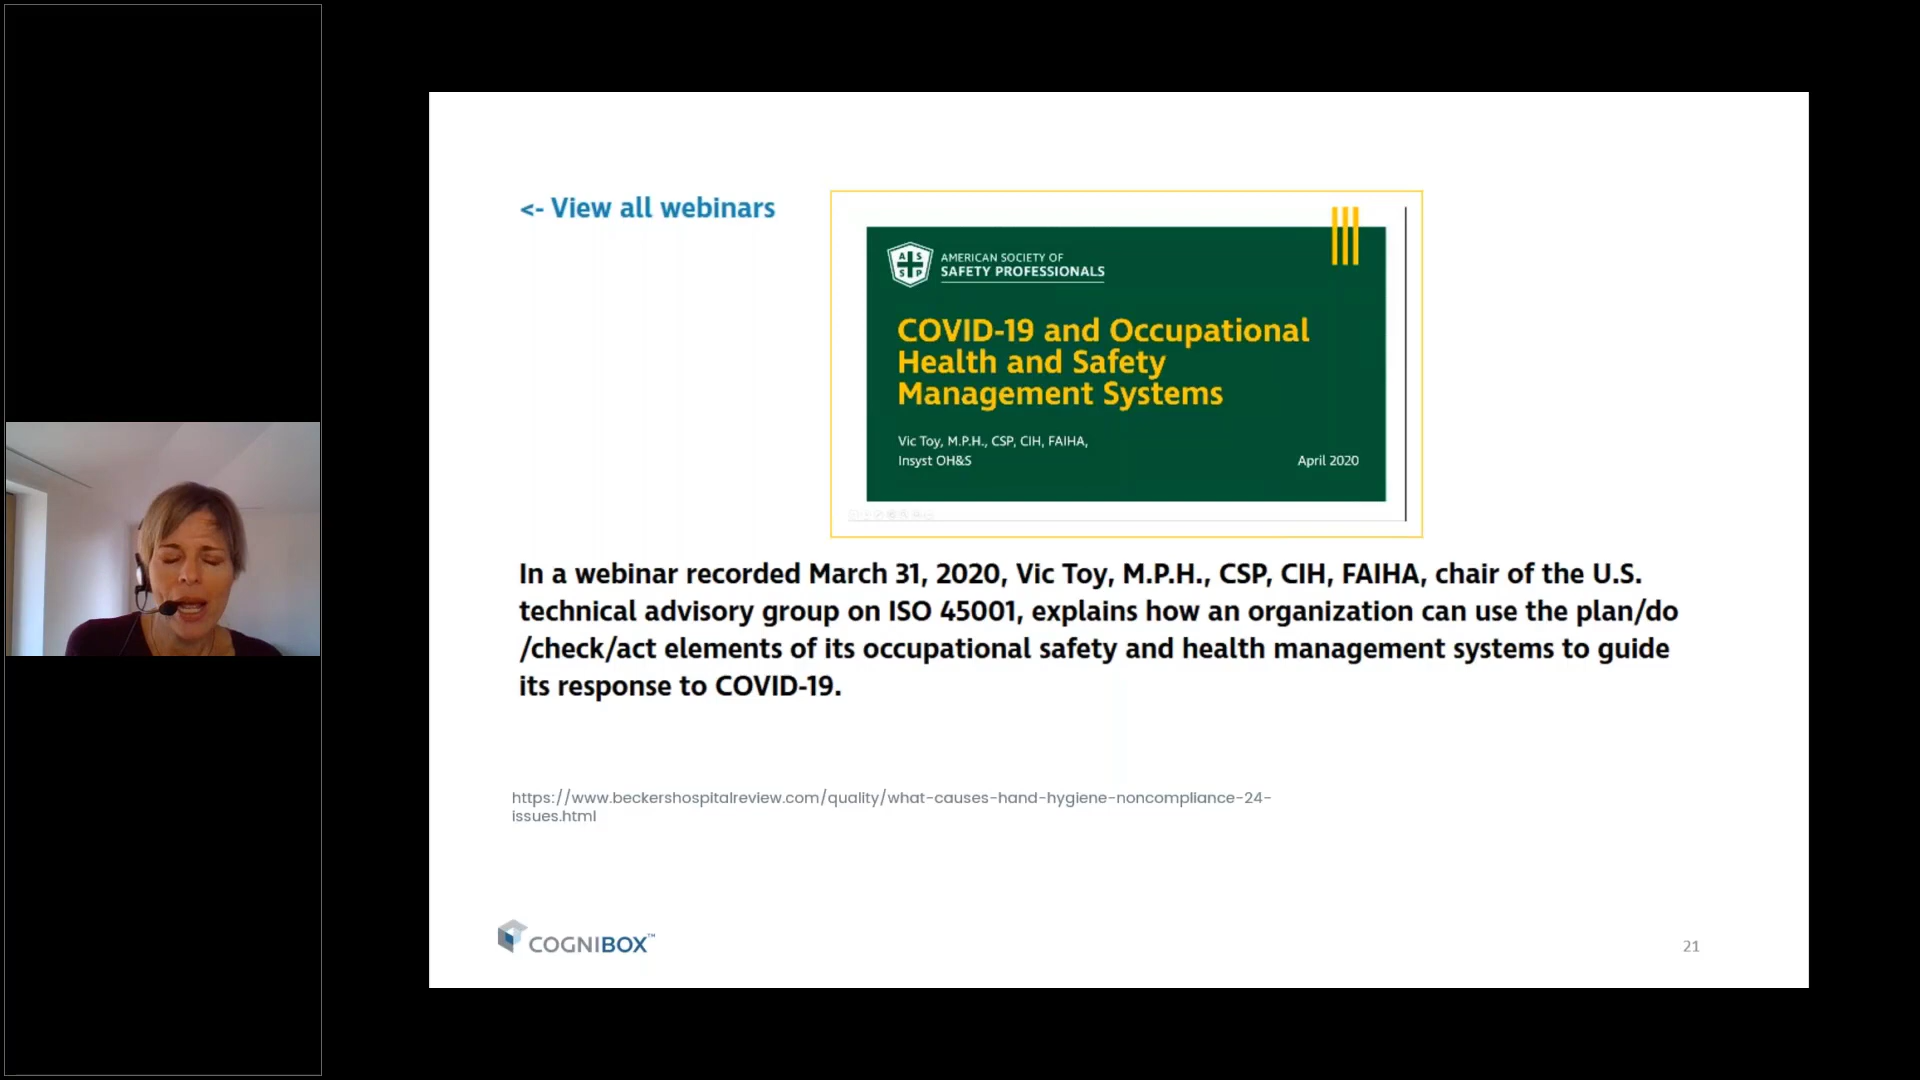 <- View all webinars
A S
S P
AMERICAN SOCIETY OF
SAFETY PROFESSIONALS
COVID-19 and Occupational
Health and Safety
Management Systems
Vic Toy, M.P.H., CSP, CIH, FAIHA,
Insyst OH&S
April 2020
In a webinar recorded March 31, 2020, Vic Toy, M.P.H., CSP, CIH, FAIHA, chair of the U.S.
technical advisory group on ISO 45001, explains how an organization can use the plan/do
/check/act elements of its occupational safety and health management systems to guide
its response to COVID-19.
https://www.beckershospitalreview.com/quality/what-causes-hand-hygiene-noncompliance-24-
issues.html
COGNIBOX™
21